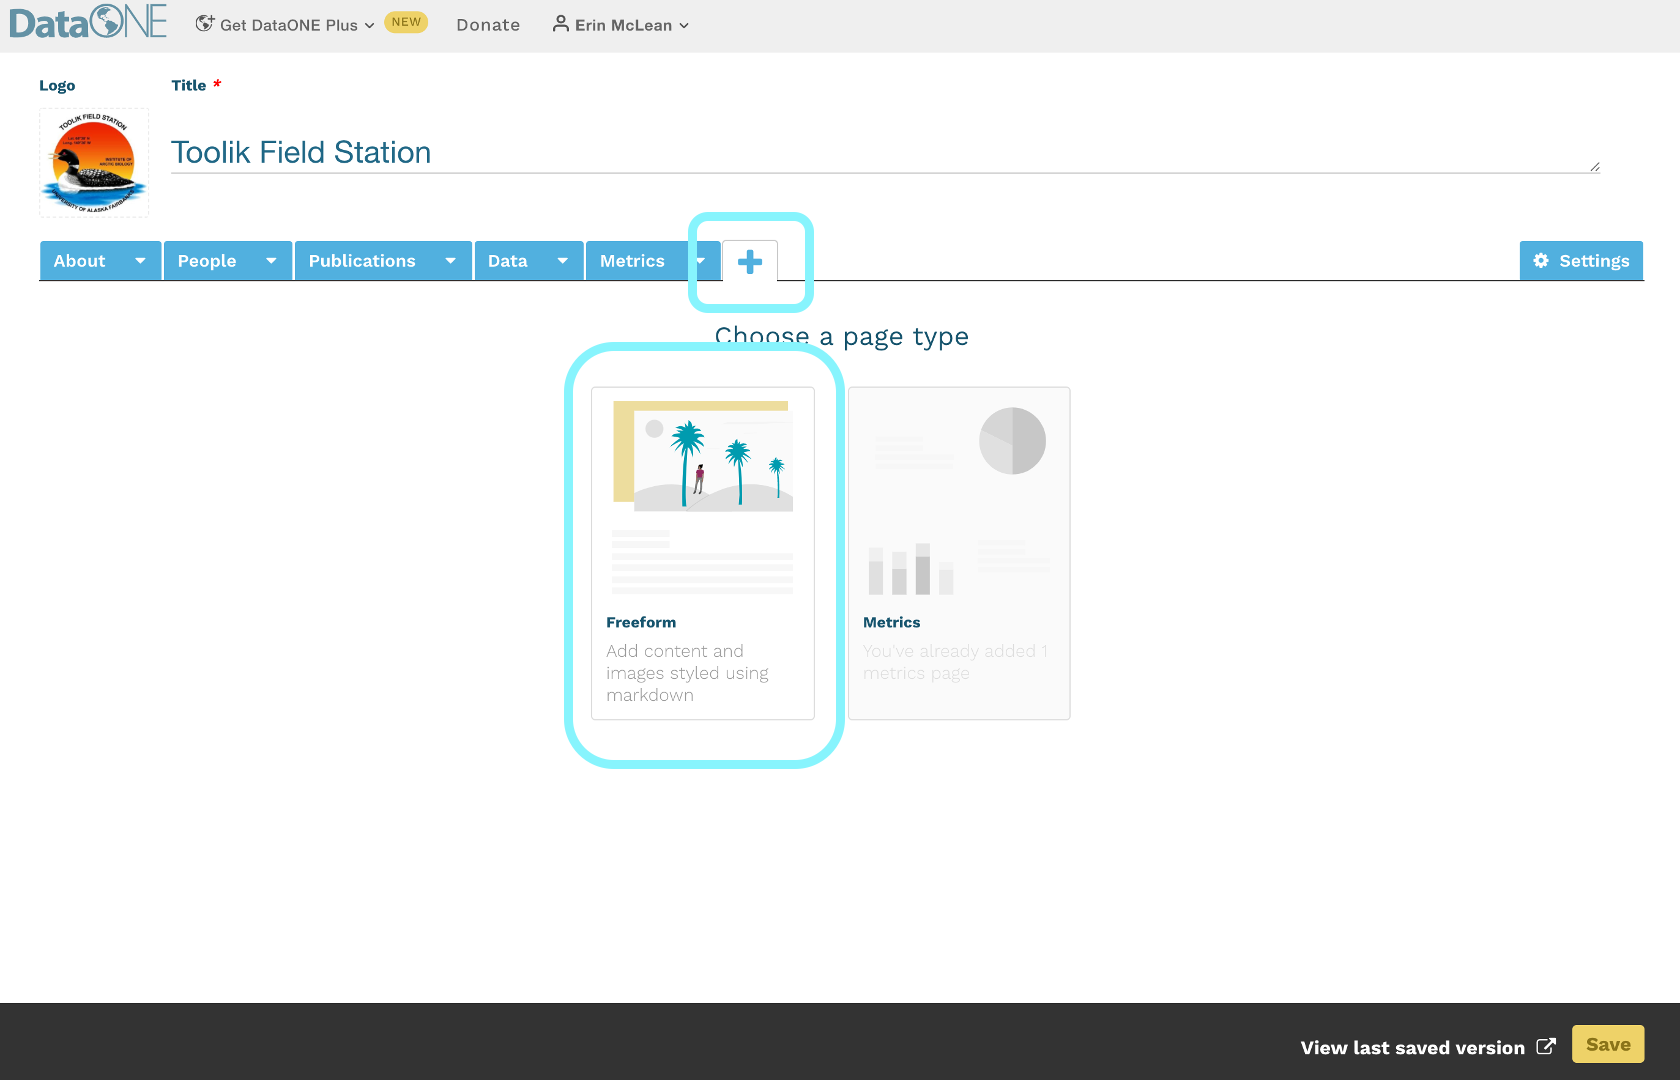 DataONE
Get DataONE Plus
NEW
Donate
Erin McLean
Logo
Title *
TOOLIK FIELD STATION
INSTITUTE OF
ARCTIC BIOLOGY
UNIVERSITY OF ALASKA FAIRBANKS
Toolik Field Station
About
People
Publications
Data
Metrics
Settings
Choose a page type
Freeform
Add content and
images styled using
markdown
Metrics
You've already added 1
metrics page
View last saved version
Save